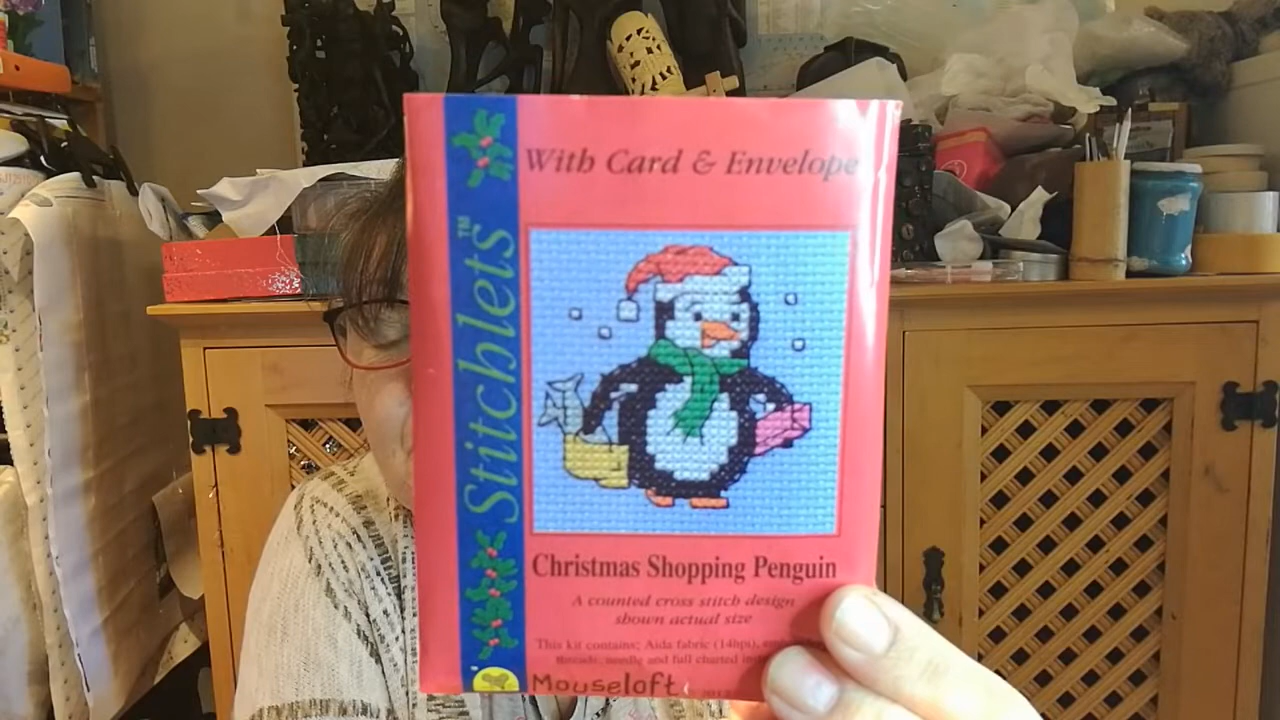 With Card & Envelope
Stitchlets™
Christmas Shopping Penguin
A counted cross stitch design
shown actual size
This kit contains; Aida fabric (14hpi),
threads, needle and full charted
Mouseloft